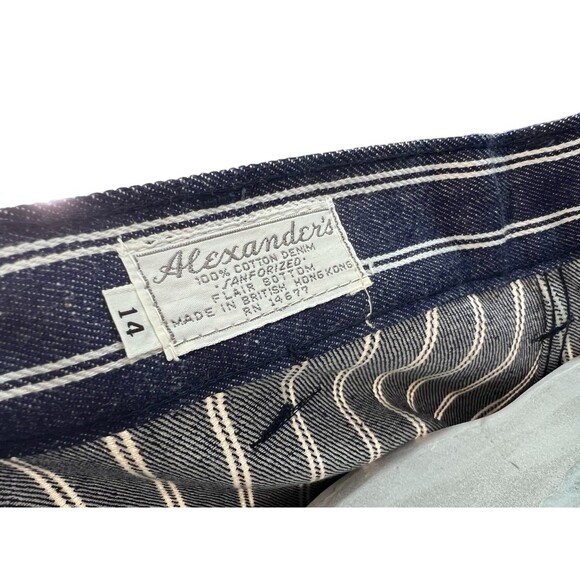 Alexander's
100% COTTON DENIM
"SANFORIZED"
FLAIR BOTTOM
MADE IN BRITISH HONG KONG
RN 14677
14